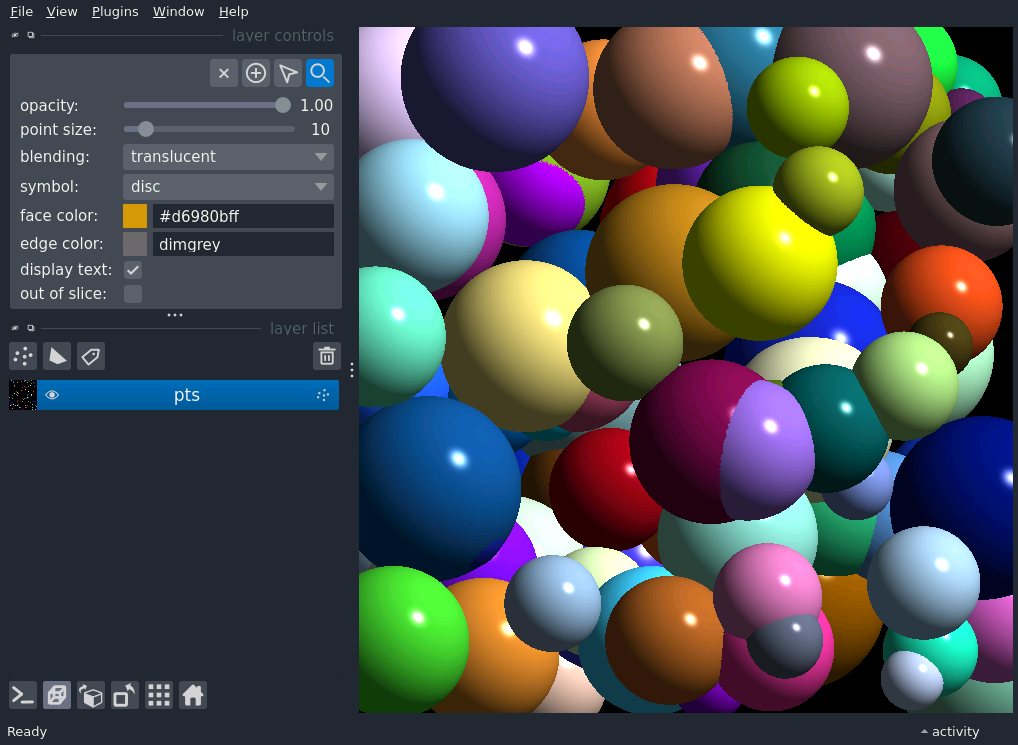 File View Plugins Window Help
layer controls
opacity: 1.00
point size: 10
blending: translucent
symbol: disc
face color: #d6980bff
edge color: dimgrey
display text:
out of slice:
layer list
pts
Ready
activity